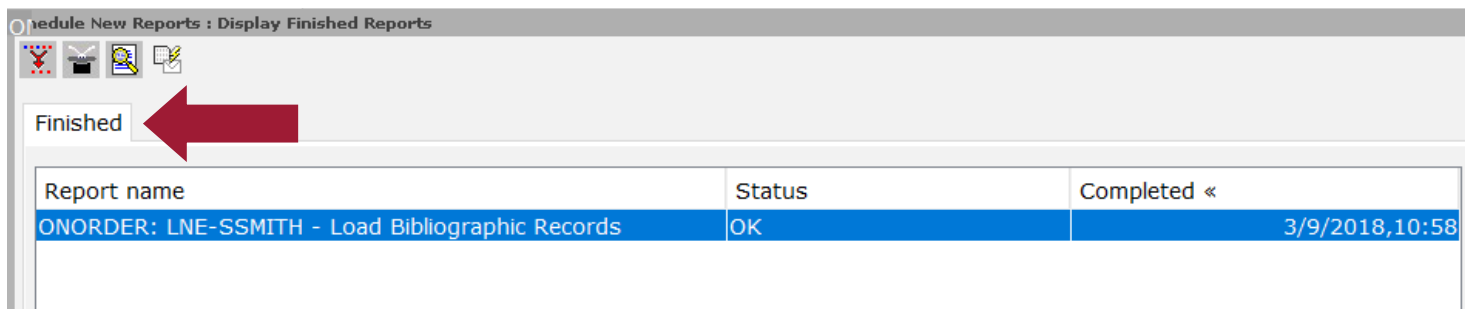 hedule New Reports : Display Finished Reports
On
Finished
Report name Status Completed «
ONORDER: LNE-SSMITH - Load Bibliographic Records OK 3/9/2018,10:58